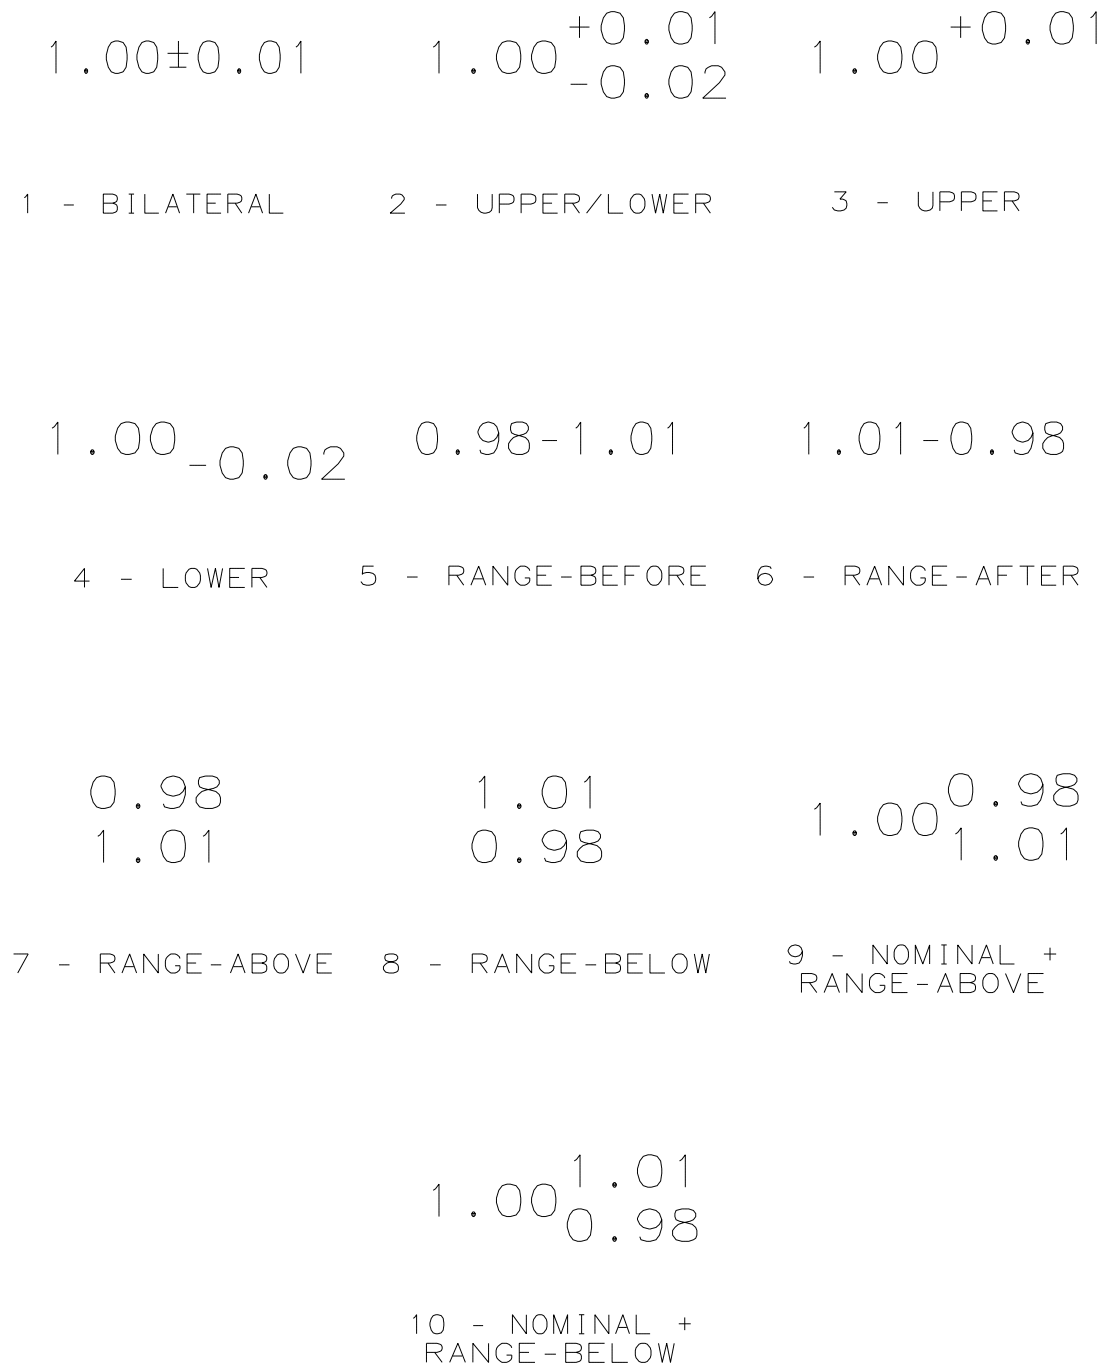 1.00±0.01
1.00 +0.01
-0.02
1.00 +0.01
1 - BILATERAL
2 - UPPER/LOWER
3 - UPPER
1.00 -0.02
0.98-1.01
1.01-0.98
4 - LOWER
5 - RANGE-BEFORE
6 - RANGE-AFTER
0.98
1.01
1.01
0.98
1.00 0.98
1.01
7 - RANGE-ABOVE
8 - RANGE-BELOW
9 - NOMINAL +
RANGE-ABOVE
1.00 1.01
0.98
10 - NOMINAL +
RANGE-BELOW